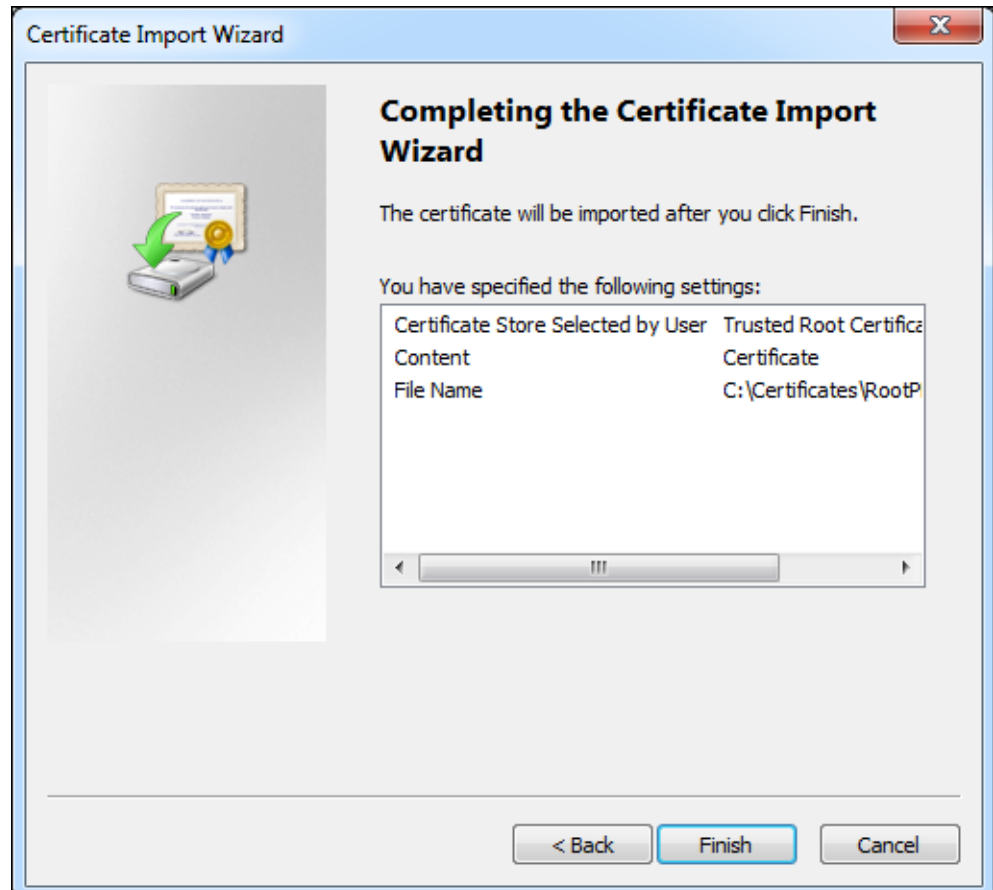 Certificate Import Wizard
Completing the Certificate Import
Wizard
The certificate will be imported after you click Finish.
You have specified the following settings:
Certificate Store Selected by User Trusted Root Certifica
Content Certificate
File Name C:\Certificates\RootP
< Back Finish Cancel